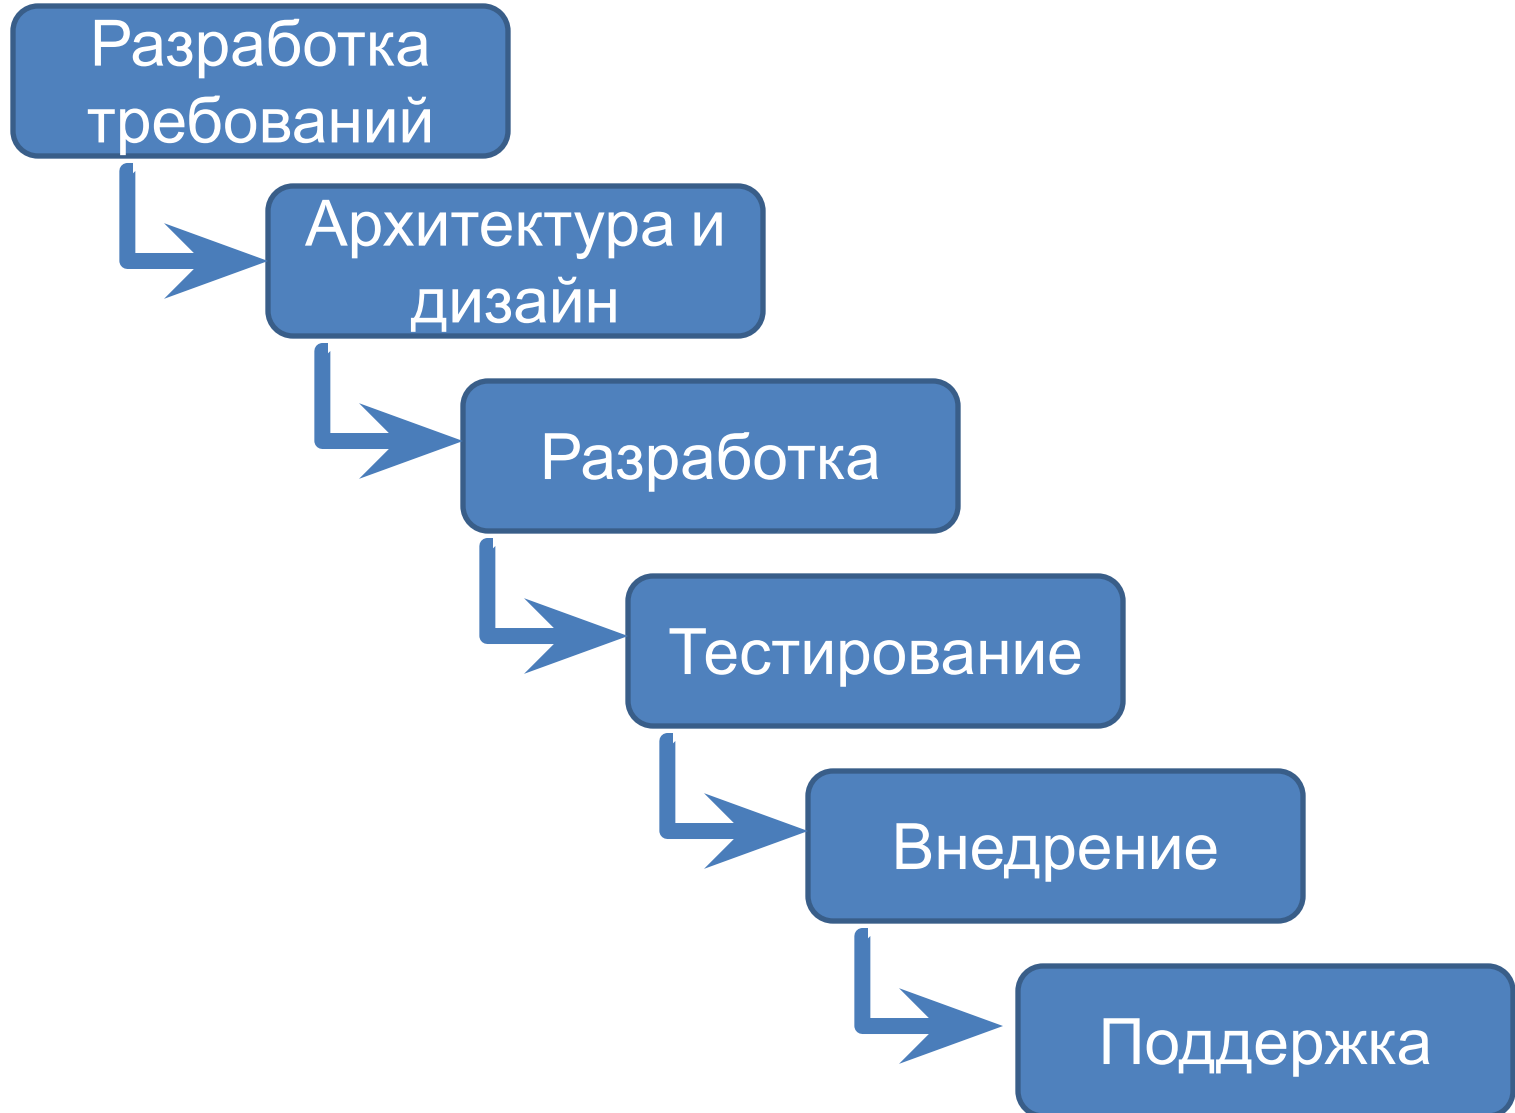 Разработка
требований
Архитектура и
дизайн
Разработка
Тестирование
Внедрение
Поддержка